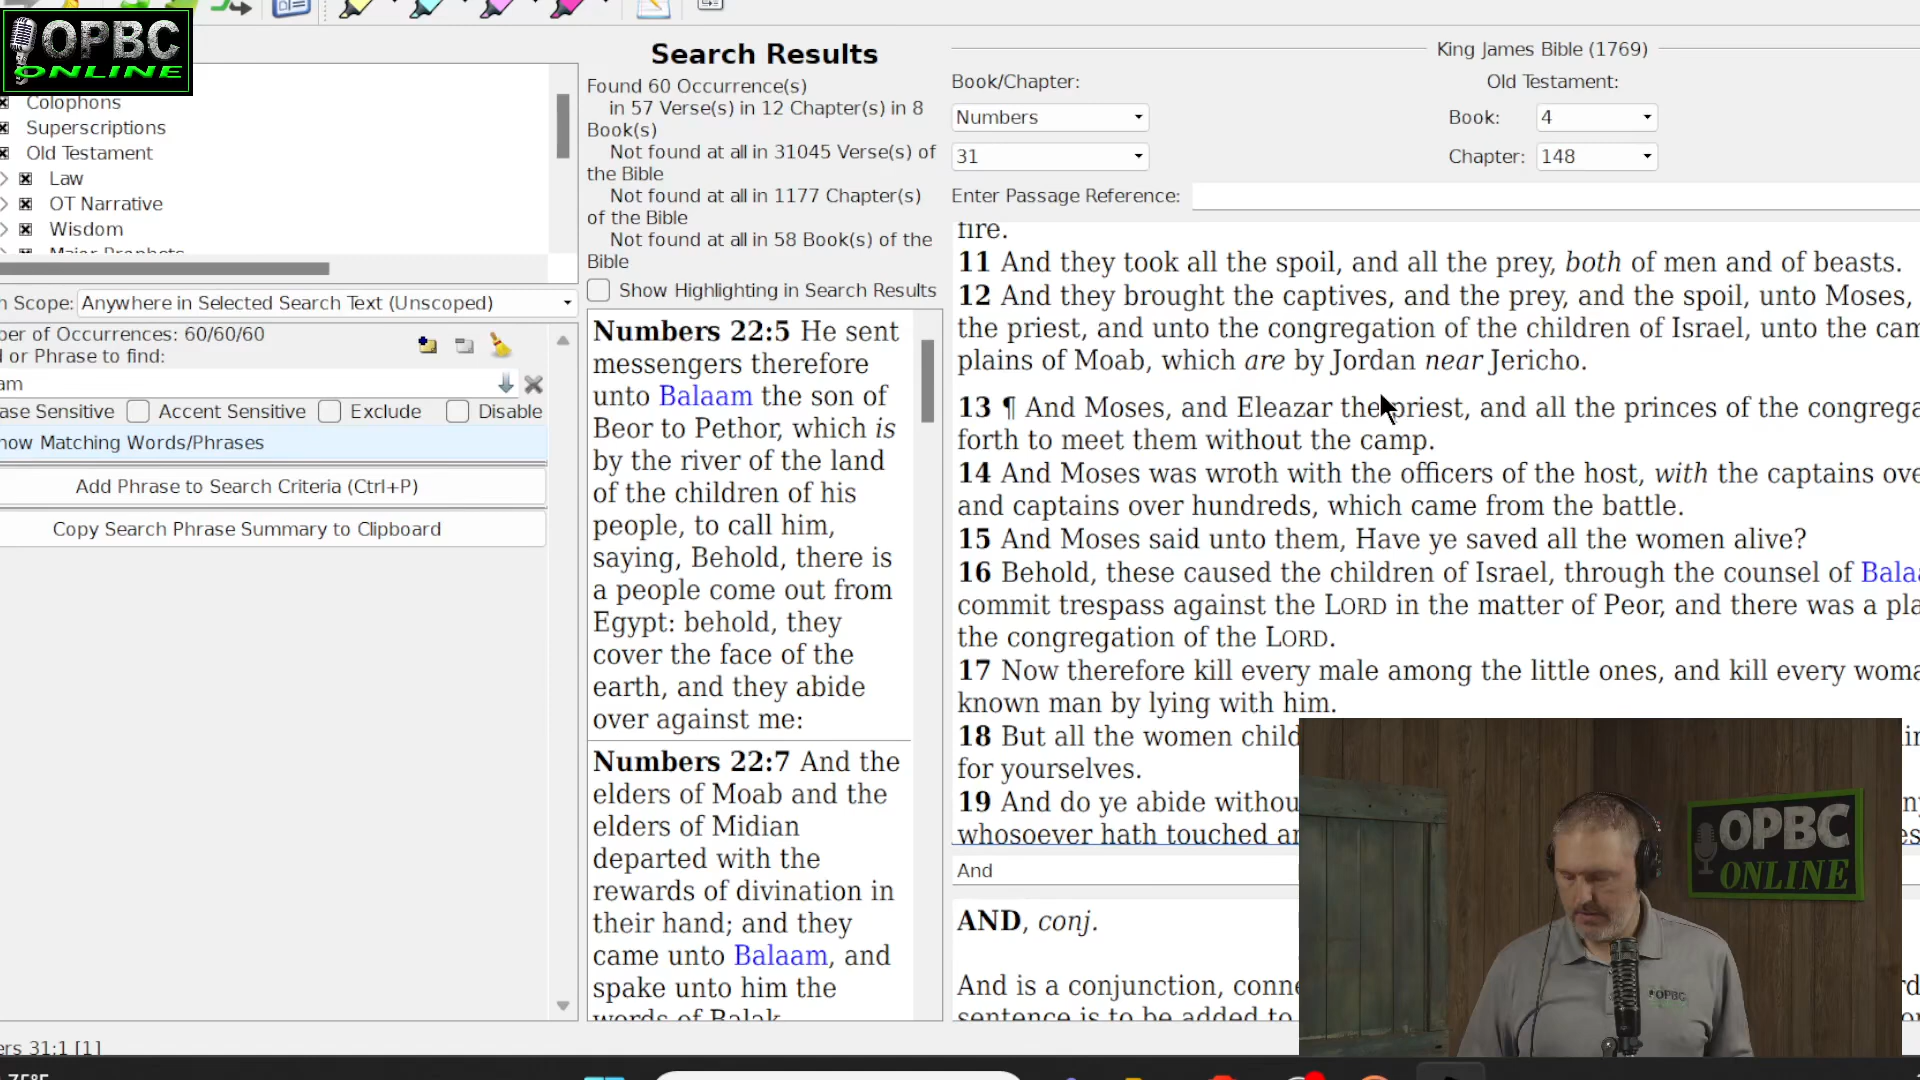 OPBC
ONLINE
Colophons
Superscriptions
Old Testament
Law
OT Narrative
Wisdom
Scope: Anywhere in Selected Search Text (Unscoped)
of Occurrences: 60/60/60
or Phrase to find:
am
Sensitive Accent Sensitive Exclude Disable
Matching Words/Phrases
Add Phrase to Search Criteria (Ctrl+P)
Copy Search Phrase Summary to Clipboard
31:1 [1]
Search Results
Found 60 Occurrence(s)
in 57 Verse(s) in 12 Chapter(s) in 8
Book(s)
Not found at all in 31045 Verse(s) of
the Bible
Not found at all in 1177 Chapter(s)
of the Bible
Not found at all in 58 Book(s) of the
Bible
Show Highlighting in Search Results
Numbers 22:5 He sent
messengers therefore
unto Balaam the son of
Beor to Pethor, which is
by the river of the land
of the children of his
people, to call him,
saying, Behold, there is
a people come out from
Egypt: behold, they
cover the face of the
earth, and they abide
over against me:
Numbers 22:7 And the
elders of Moab and the
elders of Midian
departed with the
rewards of divination in
their hand; and they
came unto Balaam, and
spake unto him the
words of Balak
King James Bible (1769)
Book/Chapter:
Old Testament:
Numbers
Book: 4
31
Chapter: 148
Enter Passage Reference:
fire.
11 And they took all the spoil, and all the prey, both of men and of beasts.
12 And they brought the captives, and the prey, and the spoil, unto Moses,
the priest, and unto the congregation of the children of Israel, unto the
plains of Moab, which are by Jordan near Jericho.
13 ¶ And Moses, and Eleazar the priest, and all the princes of the
forth to meet them without the camp.
14 And Moses was wroth with the officers of the host, with the captains
and captains over hundreds, which came from the battle.
15 And Moses said unto them, Have ye saved all the women alive?
16 Behold, these caused the children of Israel, through the counsel of
commit trespass against the LORD in the matter of Peor, and there was a
the congregation of the LORD.
17 Now therefore kill every male among the little ones, and kill every
known man by lying with him.
18 But all the women
for yourselves.
19 And do ye abide
whosoever hath touched
And
AND, conj.
And is a conjunction,
sentence is to be added to
OPBC
ONLINE
OPBC